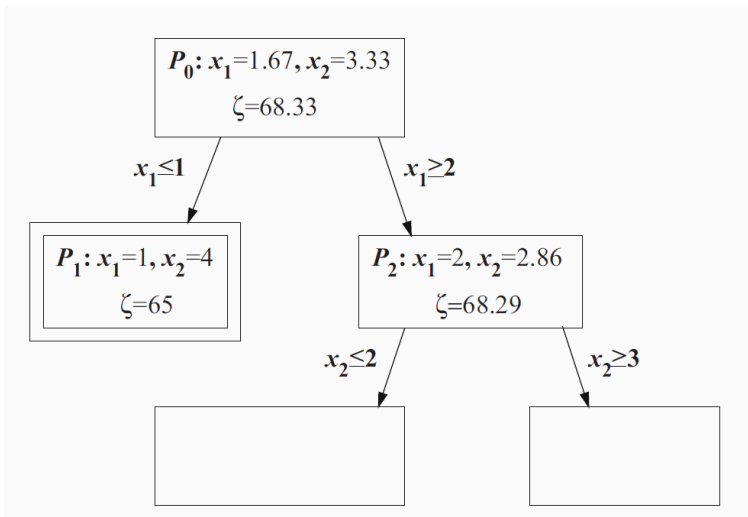 P₀: x₁=1.67, x₂=3.33
ζ=68.33
x₁≤1
x₁≥2
P₁: x₁=1, x₂=4
ζ=65
P₂: x₁=2, x₂=2.86
ζ=68.29
x₂≤2
x₂≥3